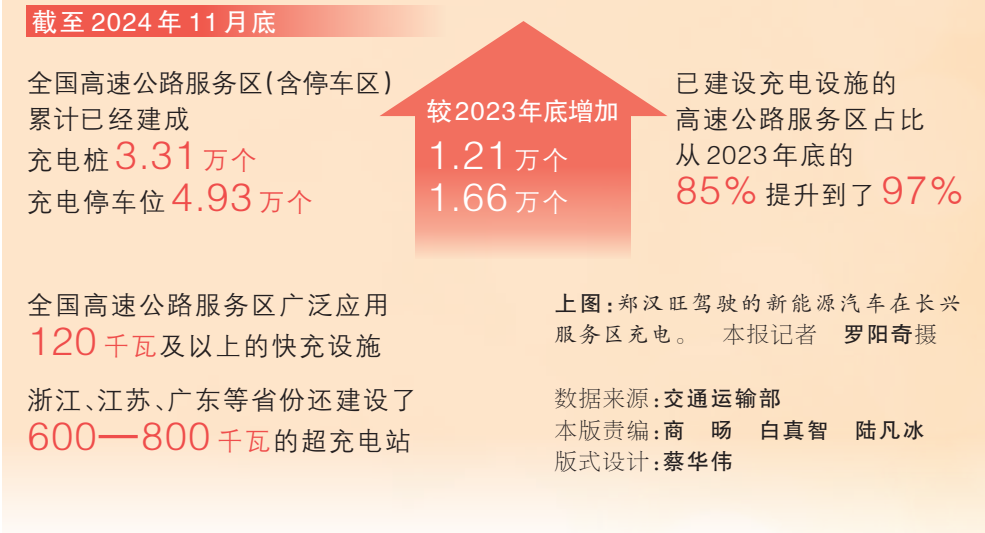 截至2024年11月底
全国高速公路服务区(含停车区)
累计已经建成
充电桩3.31万个
充电停车位4.93万个
较2023年底增加
1.21万个
1.66万个
已建设充电设施的
高速公路服务区占比
从2023年底的
85%提升到了97%
全国高速公路服务区广泛应用
120千瓦及以上的快充设施
浙江、江苏、广东等省份还建设了
600—800千瓦的超充电站
上图:郑汉旺驾驶的新能源汽车在长兴
服务区充电。 本报记者 罗阳奇摄
数据来源:交通运输部
本版责编:商 旸 白真智 陆凡冰
版式设计:蔡华伟